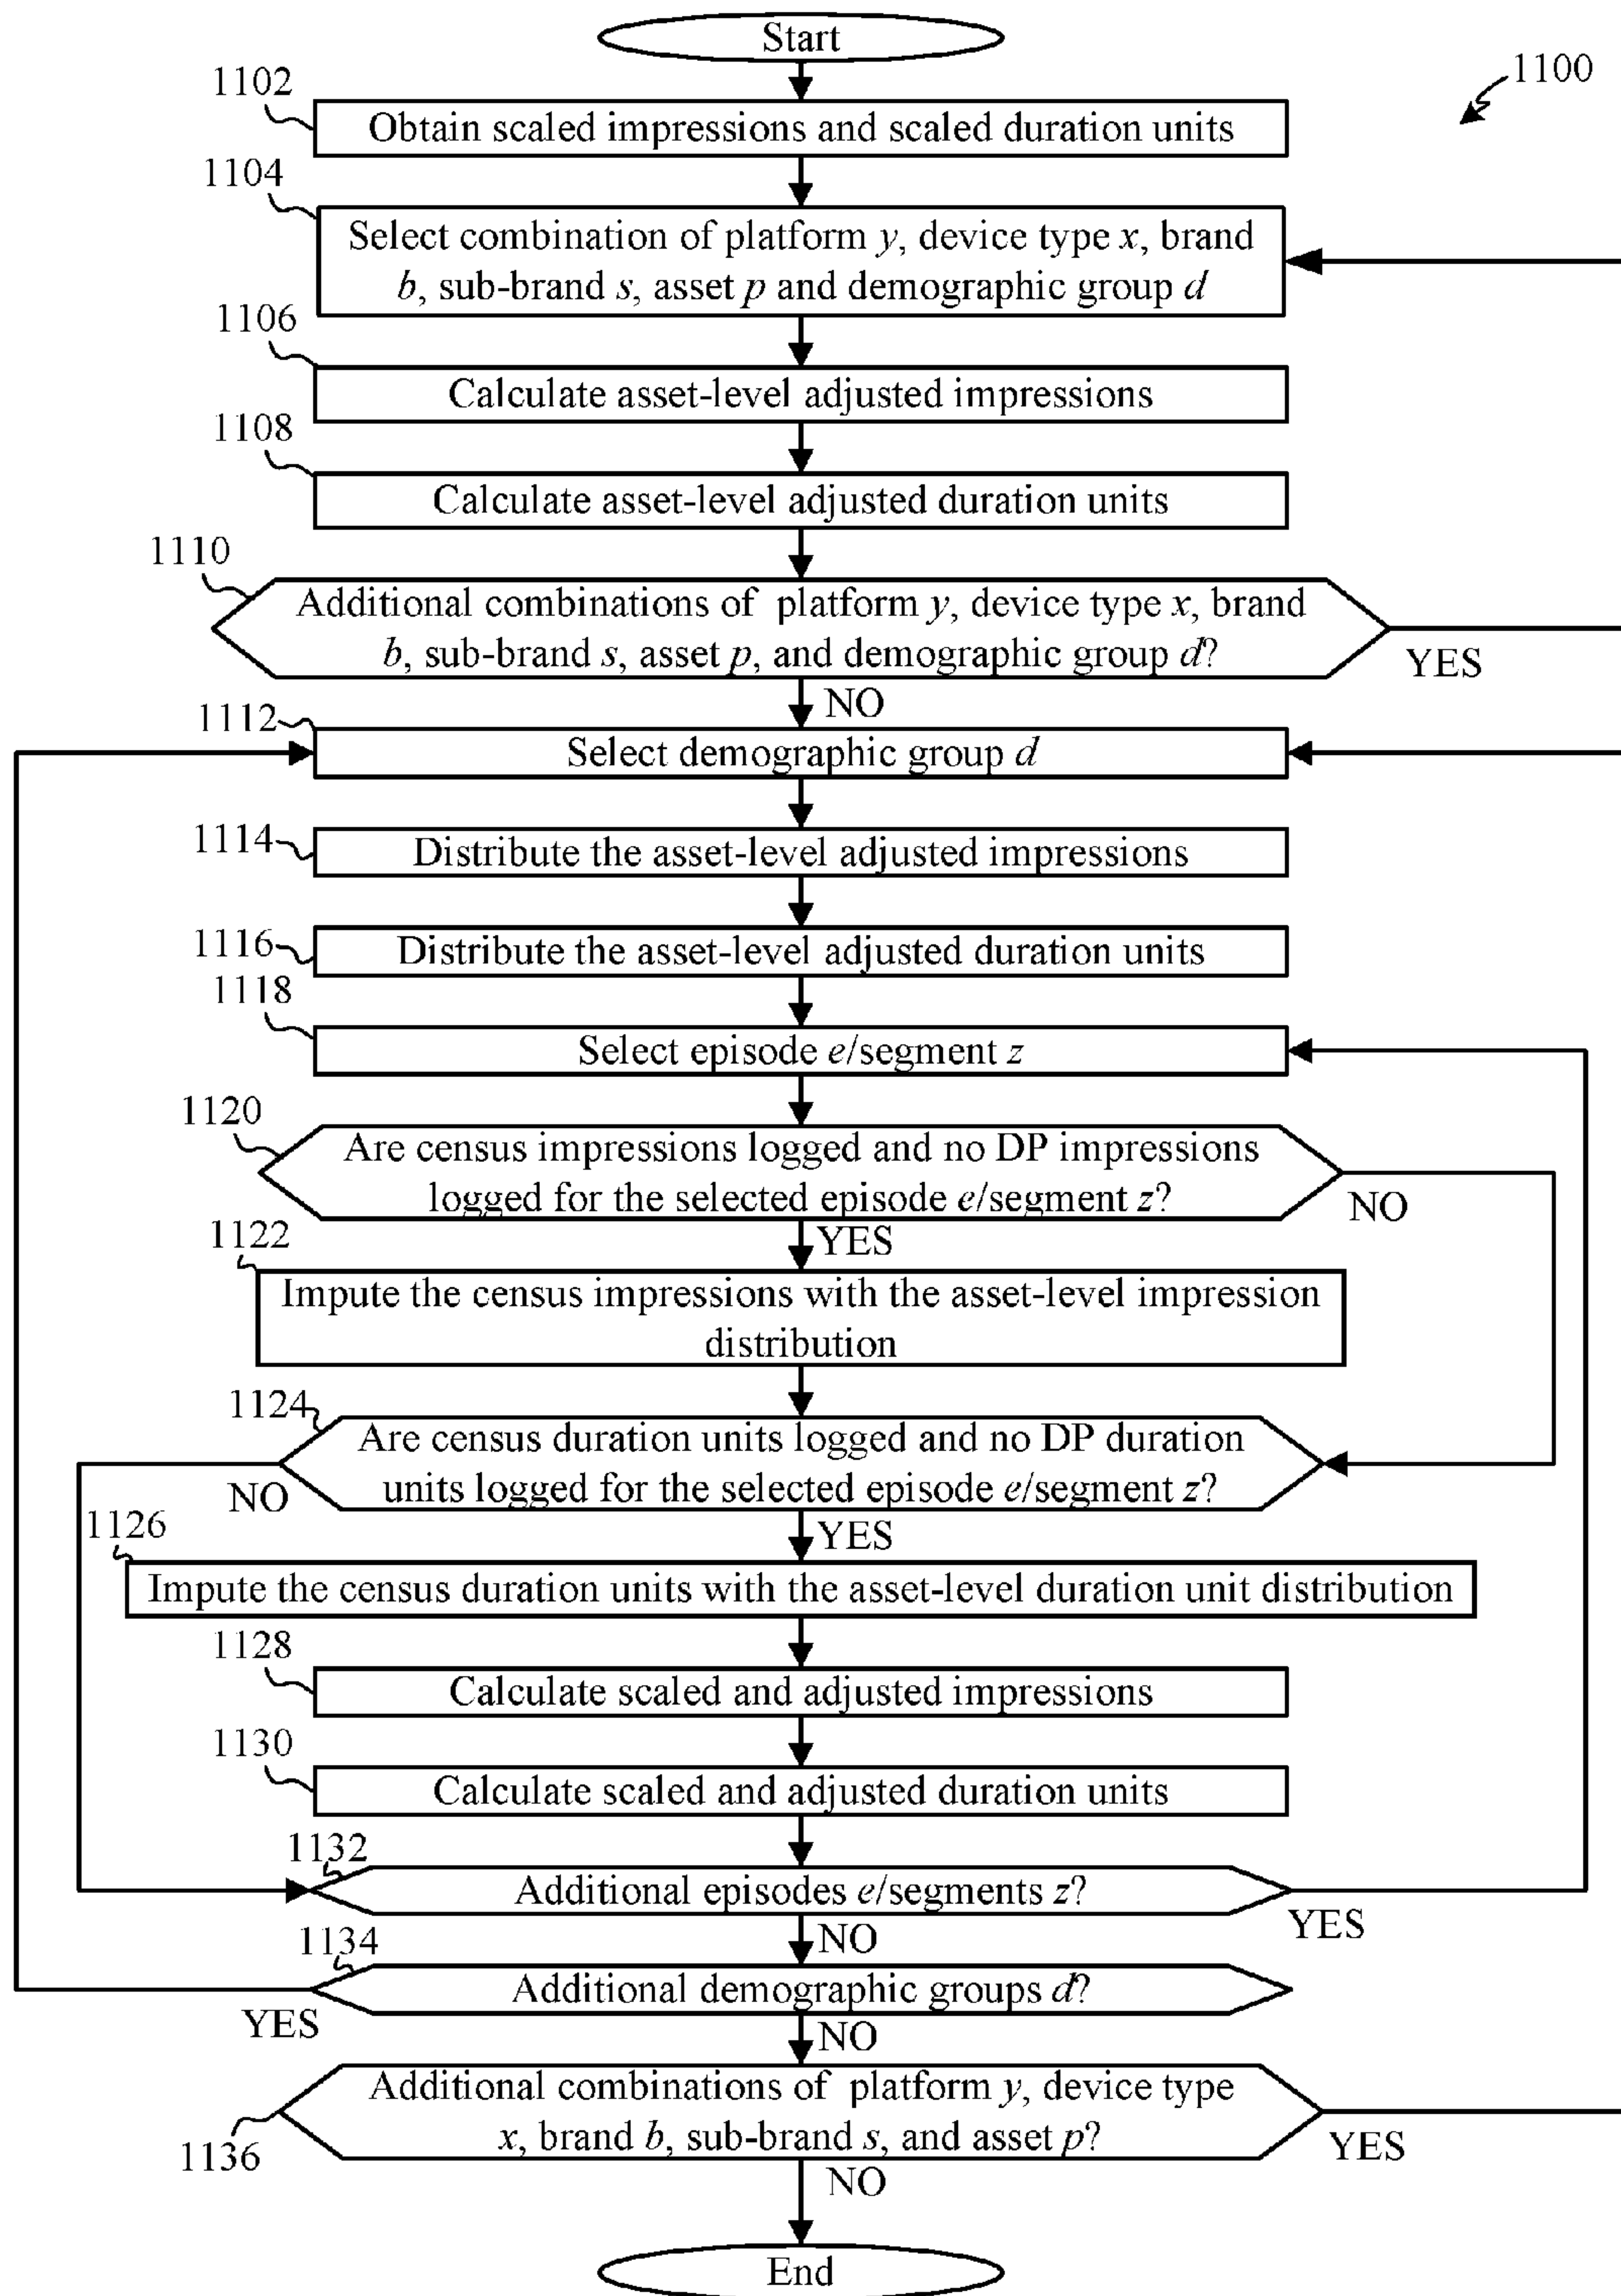 Start
1100
1102
Obtain scaled impressions and scaled duration units
1104
Select combination of platform y, device type x, brand
b, sub-brand s, asset p and demographic group d
1106
Calculate asset-level adjusted impressions
1108
Calculate asset-level adjusted duration units
1110
Additional combinations of platform y, device type x, brand
b, sub-brand s, asset p, and demographic group d?
YES
NO
1112
Select demographic group d
1114
Distribute the asset-level adjusted impressions
1116
Distribute the asset-level adjusted duration units
1118
Select episode e/segment z
1120
Are census impressions logged and no DP impressions
logged for the selected episode e/segment z?
NO
YES
1122
Impute the census impressions with the asset-level impression
distribution
1124
Are census duration units logged and no DP duration
units logged for the selected episode e/segment z?
NO
YES
1126
Impute the census duration units with the asset-level duration unit distribution
1128
Calculate scaled and adjusted impressions
1130
Calculate scaled and adjusted duration units
1132
Additional episodes e/segments z?
YES
NO
1134
Additional demographic groups d?
YES
NO
Additional combinations of platform y, device type
x, brand b, sub-brand s, and asset p?
1136
YES
NO
End